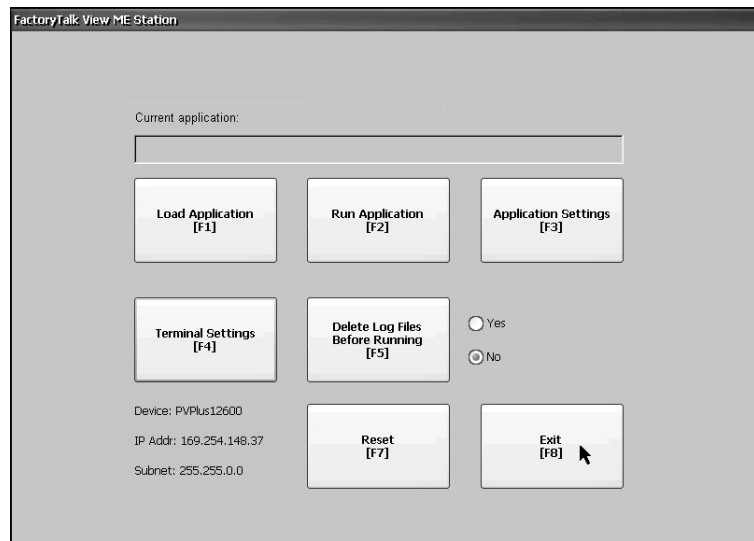 FactoryTalk View ME Station
Current application:
Load Application
[F1]
Run Application
[F2]
Application Settings
[F3]
Terminal Settings
[F4]
Delete Log Files
Before Running
[F5]
Yes
No
Device: PVPlus12600
IP Addr: 169.254.148.37
Subnet: 255.255.0.0
Reset
[F7]
Exit
[F8]